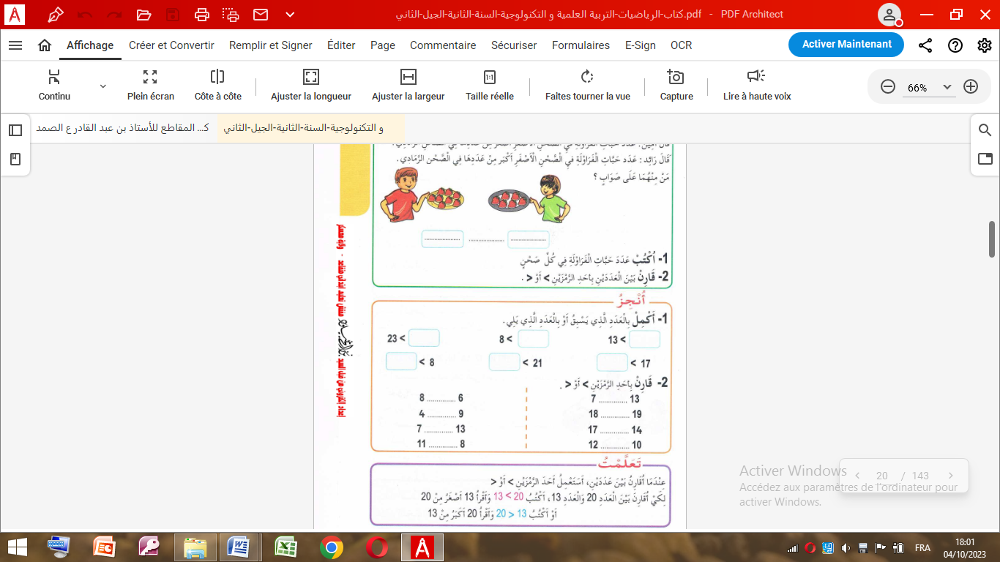 كتاب-الرياضيات-التربية العلمية و التكنولوجية-السنة-الثانية-الجيل-الثاني.pdf - PDF Architect
Affichage Créer et Convertir Remplir et Signer Éditer Page Commentaire Sécuriser Formulaires E-Sign OCR Activer Maintenant
Continu Plein écran Côte à côte Ajuster la longueur Ajuster la largeur Taille réelle Faites tourner la vue Capture Lire à haute voix 66%
كـ... المقاطع للأستاذ بن عبد القادر ع الصمد
و التكنولوجية-السنة-الثانية-الجيل-الثاني
قَالَ رَائِد : عَدَد حَبَّاتِ الْفَرَاوْلَةِ فِي الْصَّحْنِ الْأَصْفَرِ أَكْبَر مِنْ عَدَدِهَا فِي الْصَّحْن الرَّمَادِي .
مَنْ مِنْهُمَا عَلَى صَوَابٍ ؟
1- أَكْتُبْ عَدَدَ حَبَّاتِ الْفَرَاوْلَةِ فِي كُلِّ صَحْنٍ
2- قَارِنْ بَيْنَ الْعَدَدَيْنِ بِأَحَدِ الرَّمْزَيْنِ > أَوْ < .
أُنْجِزُ
1- أَكْمِلْ بِالْعَدَدِ الَّذِي يَسْبِقُ أَوْ بِالْعَدَدِ الَّذِي يَلِي.
23 < 8 < 13 <
< 8 < 21 < 17
2- قَارِنْ بِأَحَدِ الرَّمْزَيْنِ > أَوْ < .
8 .............. 6 7 .............. 13
4 .............. 9 18 .............. 19
7 .............. 13 17 .............. 14
11 .............. 8 12 .............. 10
تَعَلَّمْتُ
عِنْدَمَا أُقَارِنُ بَيْنَ عَدَدَيْنِ، أَسْتَعْمِلُ أَحَدَ الرَّمْزَيْنِ > أَوْ <
لِكَيْ أُقَارِنَ بَيْنَ الْعَدَدِ 20 وَالْعَدَدِ 13، أَكْتُبُ 13 < 20 وَأَقْرَأُ 13 أَصْغَرُ مِنْ 20
أَوْ أَكْتُبُ 20 > 13 وَأَقْرَأُ 20 أَكْبَرُ مِنْ 13
Activer Windows
Accédez aux paramètres de l'ordinateur pour
activer Windows.
20 / 143
FRA
18:01
04/10/2023